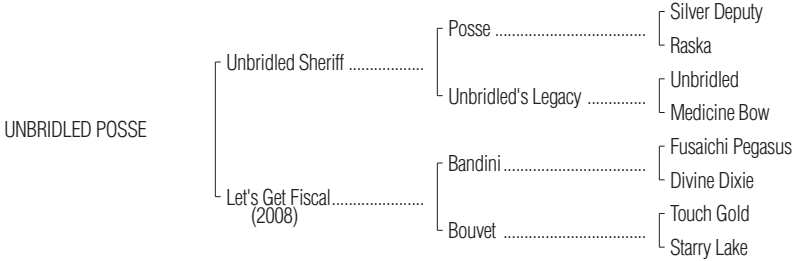 Silver Deputy
Posse ....................................
Raska
Unbridled Sheriff ..................
Unbridled
Unbridled's Legacy ..............
Medicine Bow
UNBRIDLED POSSE
Fusaichi Pegasus
Bandini ...................................
Divine Dixie
Let's Get Fiscal......................
(2008)
Touch Gold
Bouvet ..................................
Starry Lake